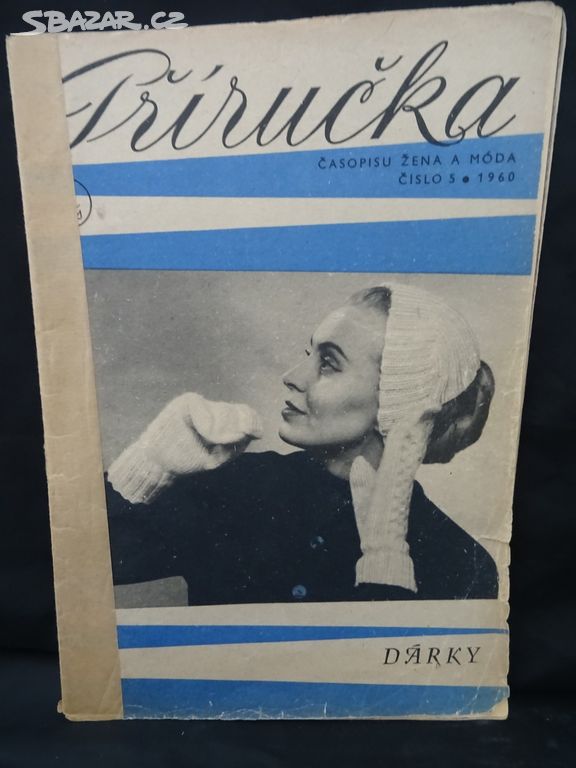 SBAZAR.CZ
Příručka
ČASOPISU ŽENA A MÓDA
ČÍSLO 5 • 1960
DÁRKY